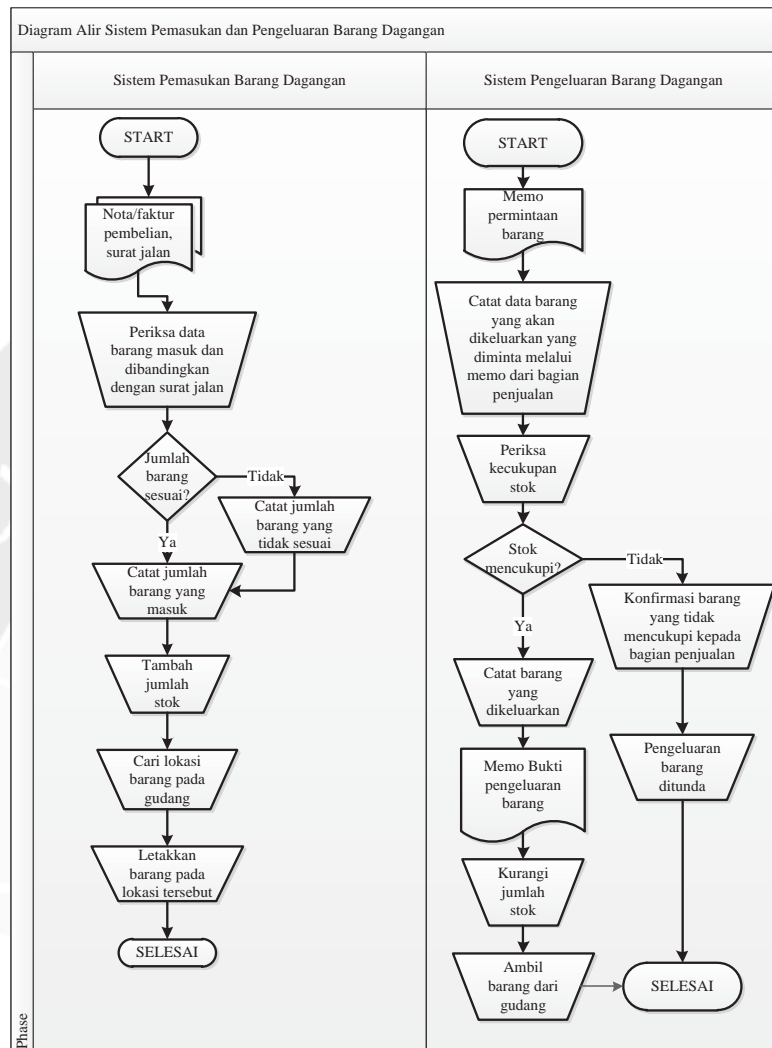 Diagram Alir Sistem Pemasukan dan Pengeluaran Barang Dagangan
Sistem Pemasukan Barang Dagangan
START
Nota/faktur
pembelian,
surat jalan
Periksa data
barang masuk dan
dibandingkan
dengan surat jalan
Jumlah
barang
sesuai?
Tidak
Catat jumlah
barang yang
tidak sesuai
Ya
Catat jumlah
barang yang
masuk
Tambah
jumlah
stok
Cari lokasi
barang pada
gudang
Letakkan
barang pada
lokasi tersebut
SELESAI
Sistem Pengeluaran Barang Dagangan
START
Memo
permintaan
barang
Catat data barang
yang akan
dikeluarkan yang
diminta melalui
memo dari bagian
penjualan
Periksa
kecukupan
stok
Stok
mencukupi?
Tidak
Konfirmasi barang
yang tidak
mencukupi kepada
bagian penjualan
Pengeluaran
barang
ditunda
Ya
Catat barang
yang
dikeluarkan
Memo Bukti
pengeluaran
barang
Kurangi
jumlah
stok
Ambil
barang dari
gudang
SELESAI
Phase